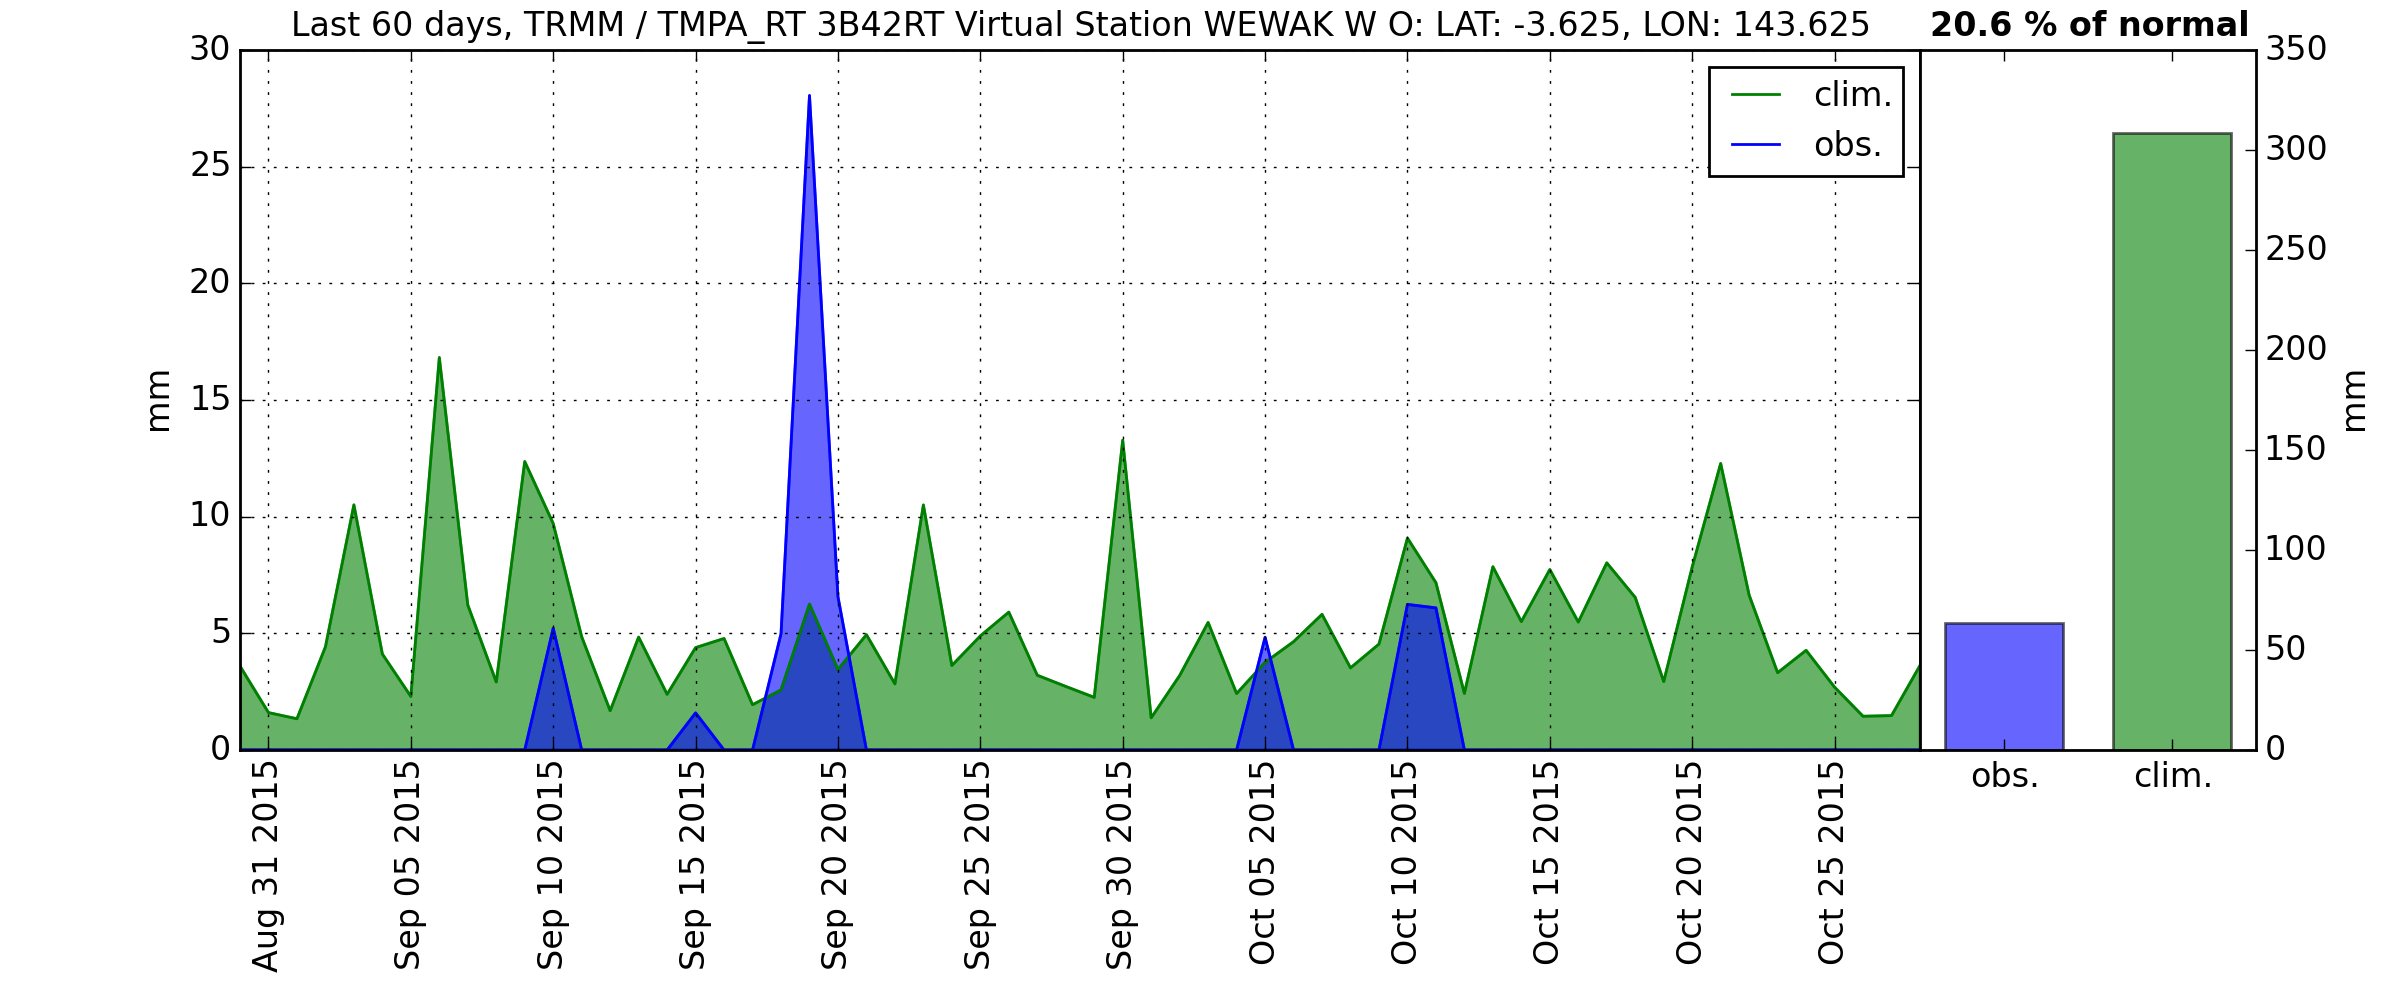 Last 60 days, TRMM / TMPA_RT 3B42RT Virtual Station WEWAK W O: LAT: -3.625, LON: 143.625
20.6 % of normal
30
25
20
15
10
5
0
mm
clim.
obs.
Aug 31 2015
Sep 05 2015
Sep 10 2015
Sep 15 2015
Sep 20 2015
Sep 25 2015
Sep 30 2015
Oct 05 2015
Oct 10 2015
Oct 15 2015
Oct 20 2015
Oct 25 2015
350
300
250
200
150
100
50
0
mm
obs.
clim.